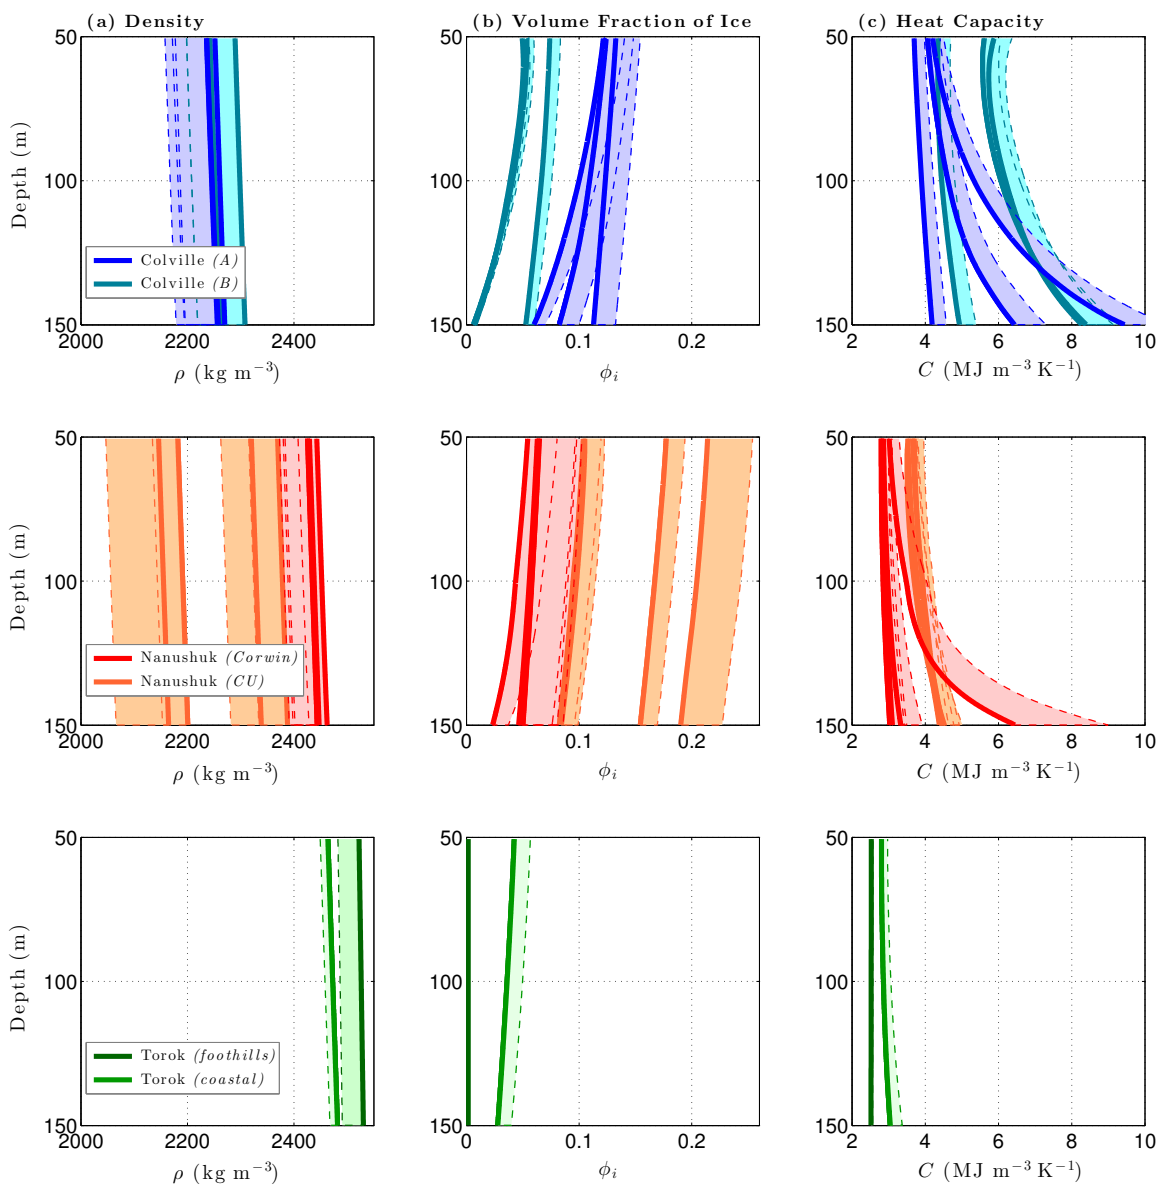 (a) Density (b) Volume Fraction of Ice (c) Heat Capacity
50 50 50
100 100 100
150 150 150
Depth (m)
Colville (A)
Colville (B)
2000 2200 2400 0 0.1 0.2 2 4 6 8 10
ρ (kg m⁻³) ϕᵢ C (MJ m⁻³ K⁻¹)
50 50 50
100 100 100
150 150 150
Depth (m)
Nanushuk (Corwin)
Nanushuk (CU)
2000 2200 2400 0 0.1 0.2 2 4 6 8 10
ρ (kg m⁻³) ϕᵢ C (MJ m⁻³ K⁻¹)
50 50 50
100 100 100
150 150 150
Depth (m)
Torok (foothills)
Torok (coastal)
2000 2200 2400 0 0.1 0.2 2 4 6 8 10
ρ (kg m⁻³) ϕᵢ C (MJ m⁻³ K⁻¹)